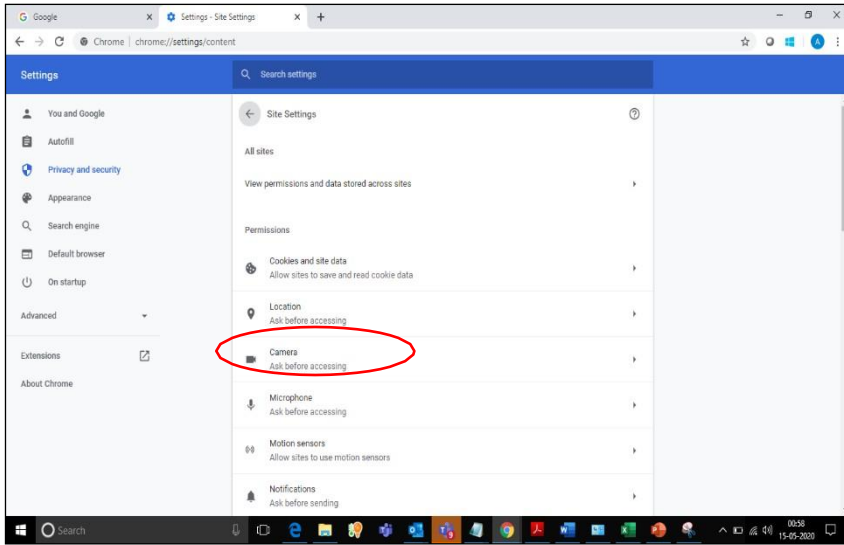 Google
Settings - Site Settings
Chrome | chrome://settings/content
A
Settings
Search settings
You and Google
Autofill
Privacy and security
Appearance
Search engine
Default browser
On startup
Advanced
Extensions
About Chrome
Site Settings
All sites
View permissions and data stored across sites
Permissions
Cookies and site data
Allow sites to save and read cookie data
Location
Ask before accessing
Camera
Ask before accessing
Microphone
Ask before accessing
Motion sensors
Allow sites to use motion sensors
Notifications
Ask before sending
Search
00:58
15-05-2020